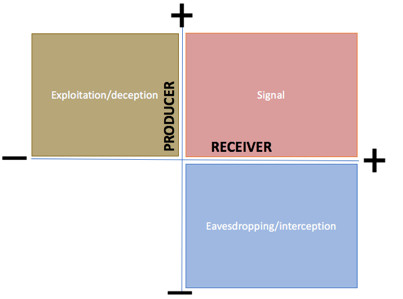 +
Exploitation/deception
PRODUCER
Signal
RECEIVER
−
+
Eavesdropping/interception
−